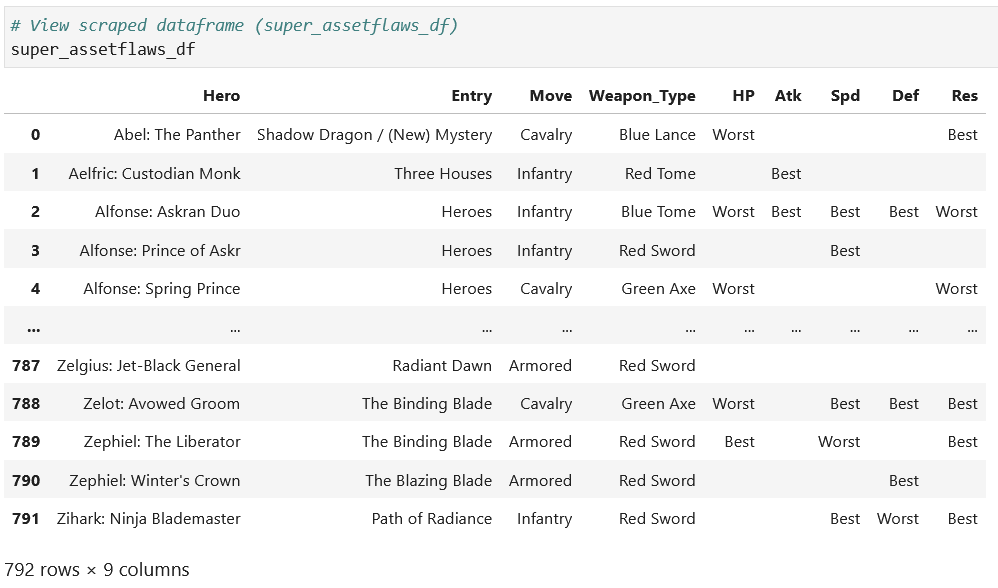 # View scraped dataframe (super_assetflaws_df)
super_assetflaws_df
Hero Entry Move Weapon_Type HP Atk Spd Def Res
0 Abel: The Panther Shadow Dragon / (New) Mystery Cavalry Blue Lance Worst Best
1 Aelfric: Custodian Monk Three Houses Infantry Red Tome Best
2 Alfonse: Askran Duo Heroes Infantry Blue Tome Worst Best Best Best Worst
3 Alfonse: Prince of Askr Heroes Infantry Red Sword Best
4 Alfonse: Spring Prince Heroes Cavalry Green Axe Worst Worst
... ... ... ... ... ... ... ... ... ...
787 Zelgius: Jet-Black General Radiant Dawn Armored Red Sword
788 Zelot: Avowed Groom The Binding Blade Cavalry Green Axe Worst Best Best Best
789 Zephiel: The Liberator The Binding Blade Armored Red Sword Best Worst Best
790 Zephiel: Winter's Crown The Blazing Blade Armored Red Sword Best
791 Zihark: Ninja Blademaster Path of Radiance Infantry Red Sword Best Worst Best
792 rows × 9 columns